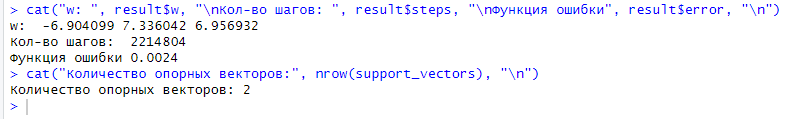 > cat("w: ", result$w, "\nКол-во шагов: ", result$steps, "\nФункция ошибки", result$error, "\n")
w:  -6.904099 7.336042 6.956932
Кол-во шагов:  2214804
Функция ошибки 0.0024
> cat("Количество опорных векторов:", nrow(support_vectors), "\n")
Количество опорных векторов: 2
>